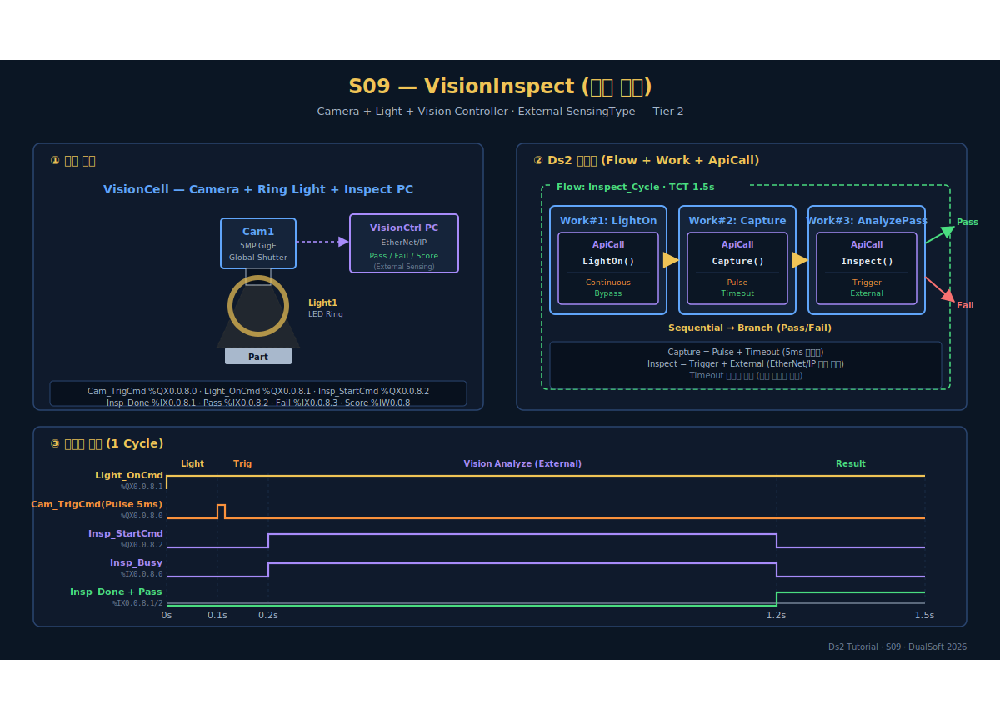 S09 — VisionInspect
Camera + Light + Vision Controller · External SensingType — Tier 2
①
VisionCell — Camera + Ring Light + Inspect PC
Cam1
5MP GigE
Global Shutter
VisionCtrl PC
EtherNet/IP
Pass / Fail / Score
(External Sensing)
Light1
LED Ring
Part
Cam_TrigCmd %QX0.0.8.0 · Light_OnCmd %QX0.0.8.1 · Insp_StartCmd %QX0.0.8.2
Insp_Done %IX0.0.8.1 · Pass %IX0.0.8.2 · Fail %IX0.0.8.3 · Score %IW0.0.8
② Ds2 (Flow + Work + ApiCall)
Flow: Inspect_Cycle · TCT 1.5s
Work#1: LightOn
ApiCall
LightOn()
Continuous
Bypass
Work#2: Capture
ApiCall
Capture()
Pulse
Timeout
Work#3: AnalyzePass
ApiCall
Inspect()
Trigger
External
Pass
Fail
Sequential → Branch (Pass/Fail)
Capture = Pulse + Timeout (5ms
Inspect = Trigger + External (EtherNet/IP
Timeout
③ (1 Cycle)
Light
Trig
Vision Analyze (External)
Result
Light_OnCmd
%QX0.0.8.1
Cam_TrigCmd(Pulse 5ms)
%QX0.0.8.0
Insp_StartCmd
%QX0.0.8.2
Insp_Busy
%IX0.0.8.0
Insp_Done + Pass
%IX0.0.8.1/2
0s
0.1s
0.2s
1.2s
1.5s
Ds2 Tutorial · S09 · DualSoft 2026